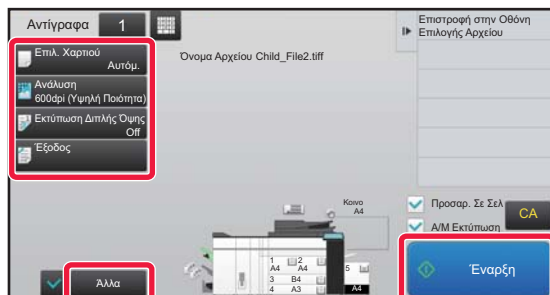 Αντίγραφα 1
Επιλ. Χαρτιού
Αυτόμ.
Ανάλυση
600dpi (Υψηλή Ποιότητα)
Εκτύπωση Διπλής Όψης
Off
Έξοδος
Άλλα
Όνομα Αρχείου Child_File2.tiff
Κοινο
A4
1 A4
2 A4
3 B4
4 A3
5
A4
Επιστροφή στην Οθόνη
Επιλογής Αρχείου
Προσαρ. Σε Σελ
Α/Μ Εκτύπωση
CA
Έναρξη